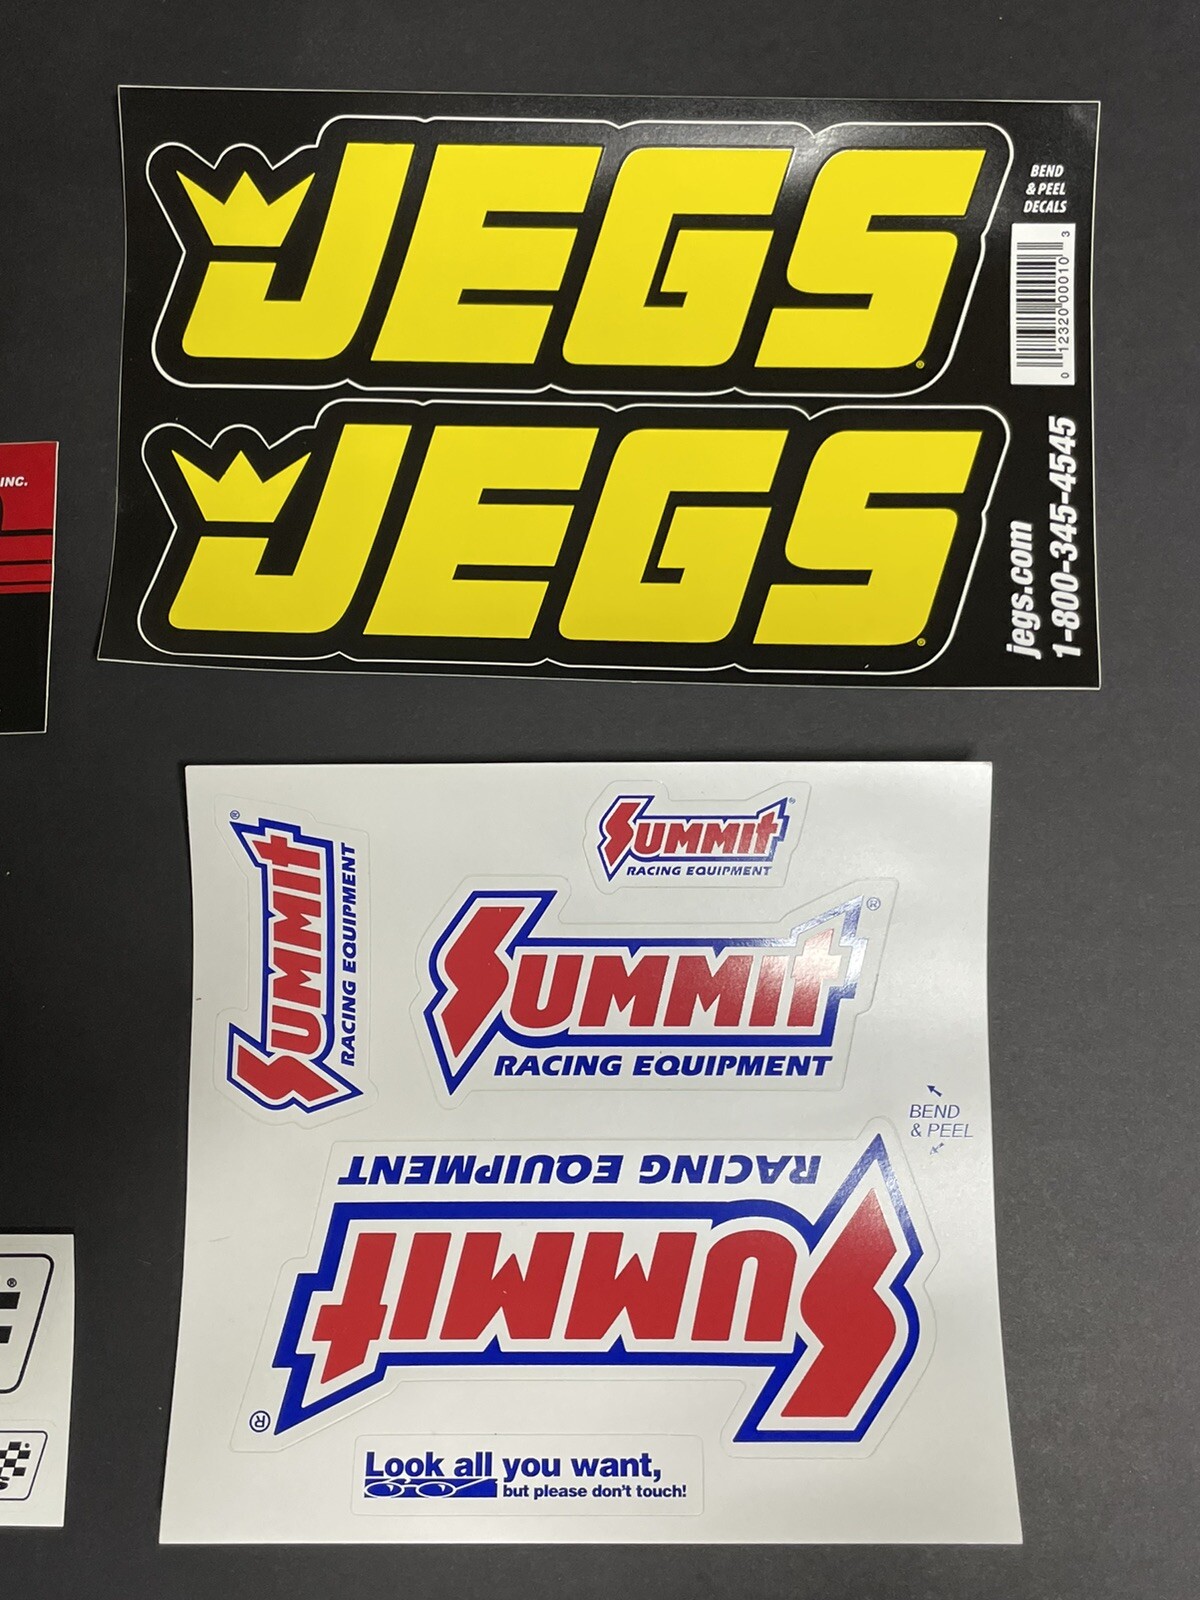 JEGS®
BEND
& PEEL
DECALS
0 12320 00010 3
JEGS®
jegs.com
1-800-345-4545
INC.
SUMMIT®
RACING EQUIPMENT
SUMMIT®
RACING EQUIPMENT
SUMMIT®
RACING EQUIPMENT
BEND
& PEEL
RACING EQUIPMENT
SUMMIT®
®
Look all you want,
but please don't touch!